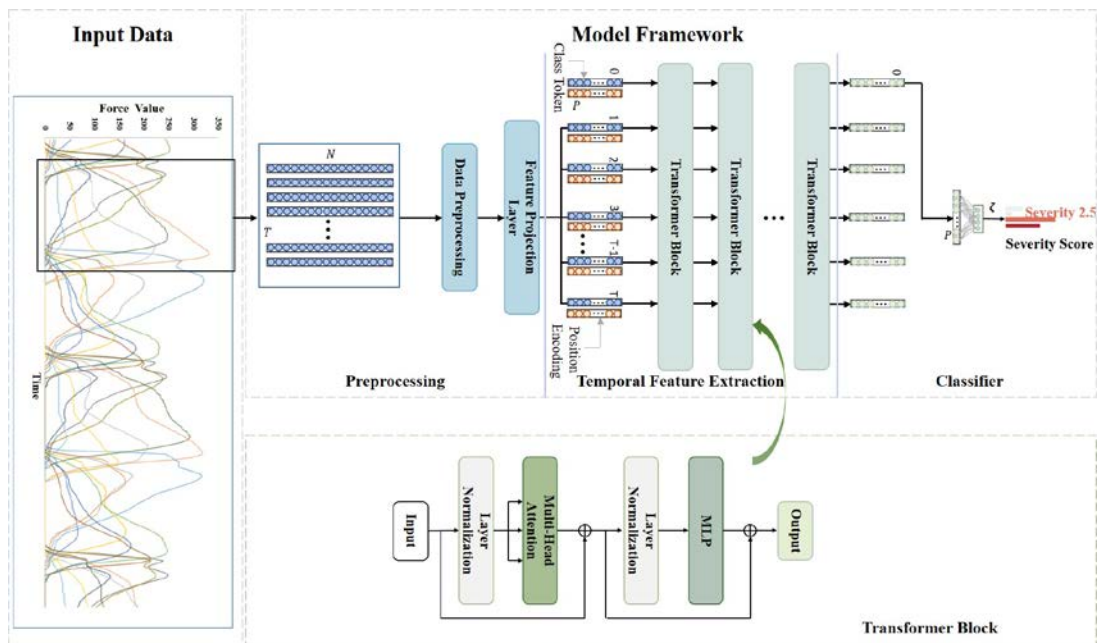 Input Data
Force Value
0 50 100 150 200 250 300 350
Time
Model Framework
N
T
Data Preprocessing
Feature Projection
Layer
Class Token
P
0
1
2
3
T-1
T
Position
Encoding
Transformer Block
Transformer Block
Transformer Block
0
P
ζ
Severity 2.5
Severity Score
Preprocessing
Temporal Feature Extraction
Classifier
Input
Layer
Normalization
Multi-Head
Attention
Layer
Normalization
MLP
Output
Transformer Block